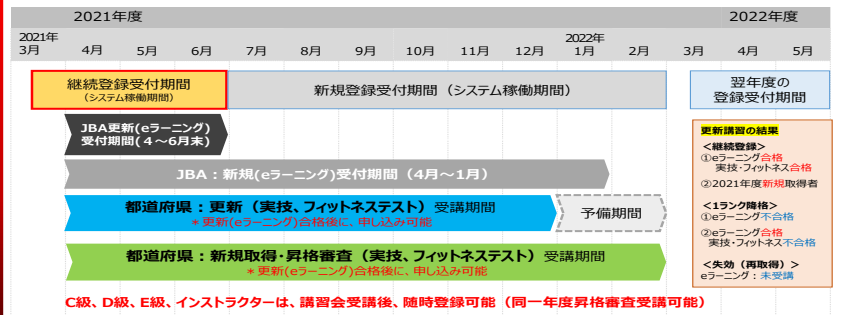 2021年度
2022年度
2021年
3月
4月
5月
6月
7月
8月
9月
10月
11月
12月
2022年
1月
2月
3月
4月
5月
継続登録受付期間
(システム稼働期間)
新規登録受付期間（システム稼働期間）
翌年度の
登録受付期間
JBA更新(eラーニング)
受付期間(４～6月末)
JBA：新規(eラーニング)受付期間（4月～1月）
都道府県：更新（実技、フィットネステスト）受講期間
＊更新(eラーニング)合格後に、申し込み可能
予備期間
都道府県：新規取得・昇格審査（実技、フィットネステスト）受講期間
＊更新(eラーニング)合格後に、申し込み可能
更新講習の結果
＜継続登録＞
①eラーニング合格
実技・フィットネス合格
②2021年度新規取得者
＜1ランク降格＞
①eラーニング不合格
②eラーニング合格
実技・フィットネス不合格
＜失効（再取得）＞
eラーニング：未受講
C級、D級、E級、インストラクターは、講習会受講後、随時登録可能（同一年度昇格審査受講可能）